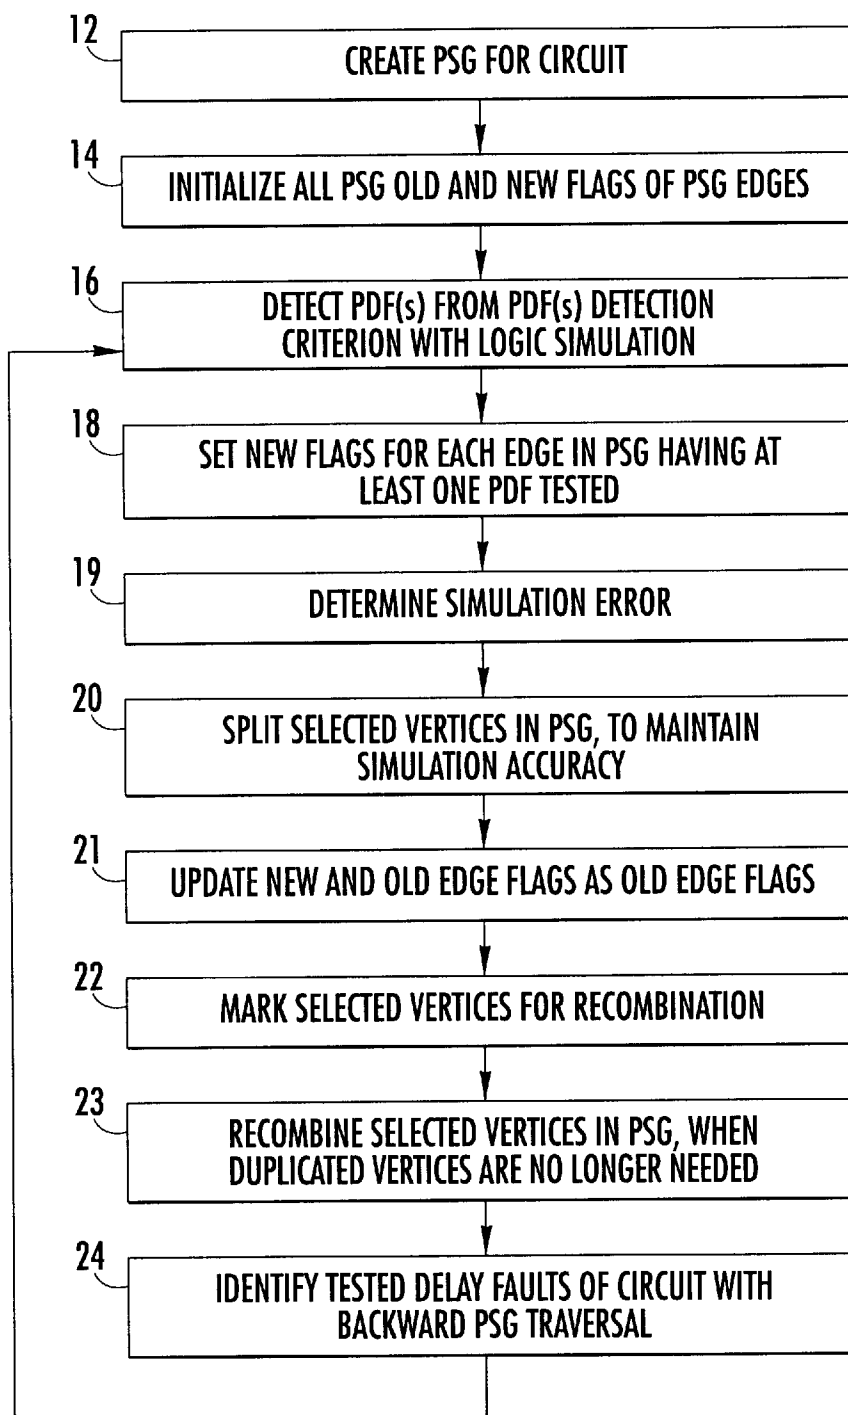 12
CREATE PSG FOR CIRCUIT
14
INITIALIZE ALL PSG OLD AND NEW FLAGS OF PSG EDGES
16
DETECT PDF(s) FROM PDF(s) DETECTION
CRITERION WITH LOGIC SIMULATION
18
SET NEW FLAGS FOR EACH EDGE IN PSG HAVING AT
LEAST ONE PDF TESTED
19
DETERMINE SIMULATION ERROR
20
SPLIT SELECTED VERTICES IN PSG, TO MAINTAIN
SIMULATION ACCURACY
21
UPDATE NEW AND OLD EDGE FLAGS AS OLD EDGE FLAGS
22
MARK SELECTED VERTICES FOR RECOMBINATION
23
RECOMBINE SELECTED VERTICES IN PSG, WHEN
DUPLICATED VERTICES ARE NO LONGER NEEDED
24
IDENTIFY TESTED DELAY FAULTS OF CIRCUIT WITH
BACKWARD PSG TRAVERSAL